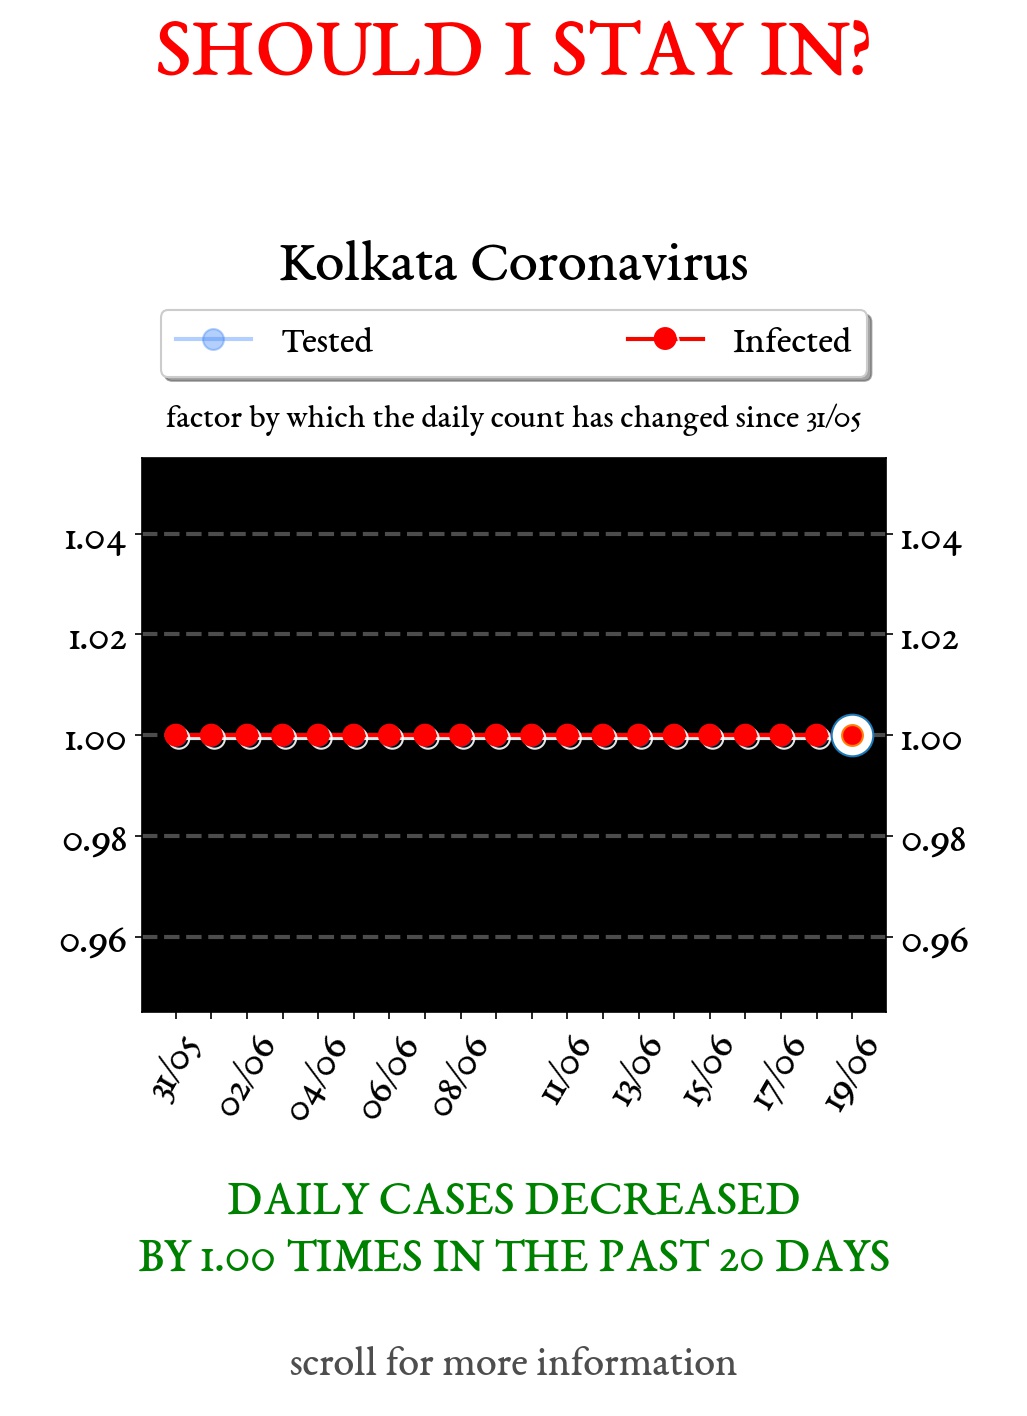 SHOULD I STAY IN?
Kolkata Coronavirus
Tested Infected
factor by which the daily count has changed since 31/05
1.04 1.04
1.02 1.02
1.00 1.00
0.98 0.98
0.96 0.96
31/05 02/06 04/06 06/06 08/06 11/06 13/06 15/06 17/06 19/06
DAILY CASES DECREASED
BY 1.00 TIMES IN THE PAST 20 DAYS
scroll for more information